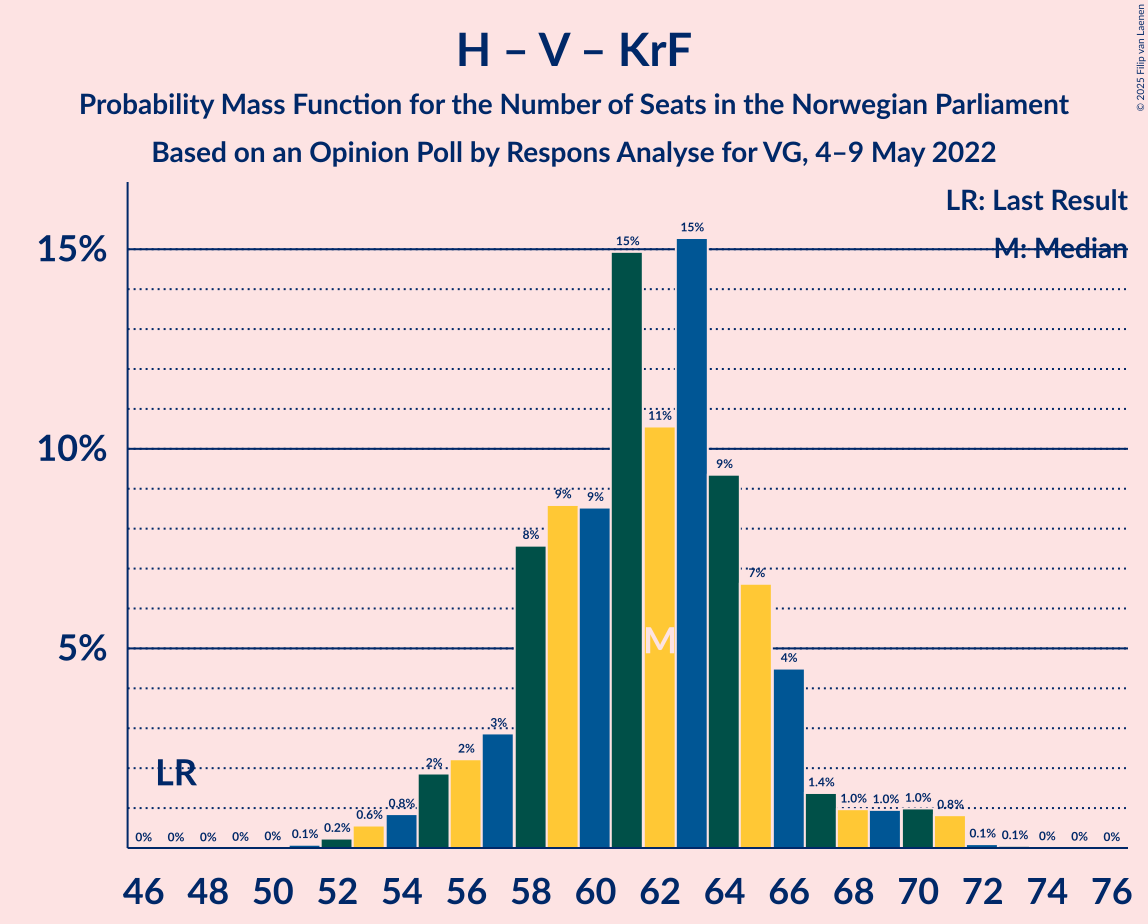 H – V – KrF
Probability Mass Function for the Number of Seats in the Norwegian Parliament
Based on an Opinion Poll by Respons Analyse for VG, 4–9 May 2022
© 2025 Filip van Laenen
LR: Last Result
M: Median
15%
10%
5%
0% 0% 0% 0% 0% 0.1% 0.2% 0.6% 0.8% 2% 2% 3% 8% 9% 9% 15% 11% 15% 9% 7% 4% 1.4% 1.0% 1.0% 1.0% 0.8% 0.1% 0.1% 0% 0% 0%
M
LR
46 48 50 52 54 56 58 60 62 64 66 68 70 72 74 76